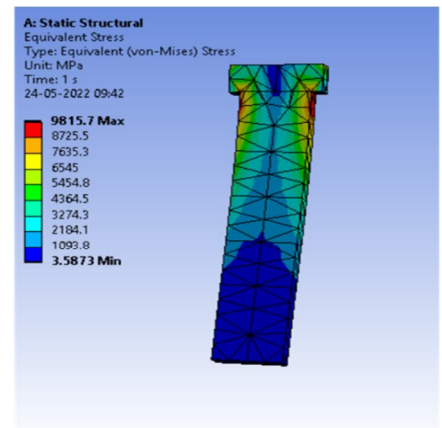 A: Static Structural
Equivalent Stress
Type: Equivalent (von-Mises) Stress
Unit: MPa
Time: 1 s
24-05-2022 09:42
9815.7 Max
8725.5
7635.3
6545
5454.8
4364.5
3274.3
2184.1
1093.8
3.5873 Min